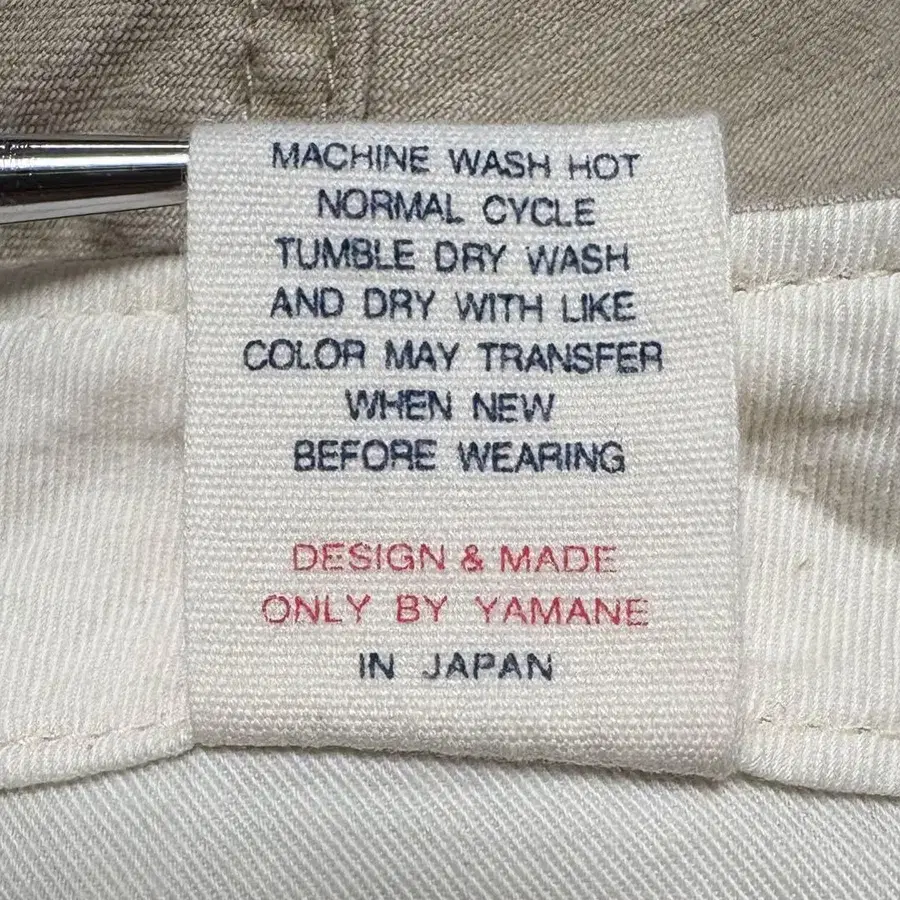 MACHINE WASH HOT
NORMAL CYCLE
TUMBLE DRY WASH
AND DRY WITH LIKE
COLOR MAY TRANSFER
WHEN NEW
BEFORE WEARING
DESIGN & MADE
ONLY BY YAMANE
IN JAPAN